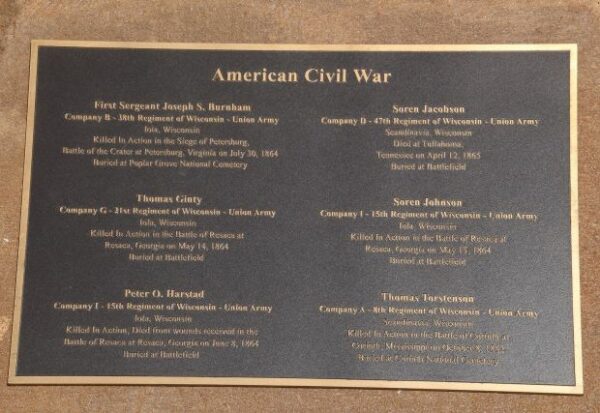 American Civil War
First Sergeant Joseph S. Burnham
Company B - 38th Regiment of Wisconsin - Union Army
Iola, Wisconsin
Killed In Action in the Siege of Petersburg,
Battle of the Crater at Petersburg, Virginia on July 30, 1864
Buried at Poplar Grove National Cemetery
Thomas Ginty
Company G - 21st Regiment of Wisconsin - Union Army
Iola, Wisconsin
Killed In Action in the Battle of Resaca at
Resaca, Georgia on May 14, 1864
Buried at Battlefield
Peter O. Harstad
Company I - 15th Regiment of Wisconsin - Union Army
Iola, Wisconsin
Killed In Action, Died from wounds received in the
Battle of Resaca at Resaca, Georgia on June 8, 1864
Buried at Battlefield
Soren Jacobson
Company D - 47th Regiment of Wisconsin - Union Army
Scandinavia, Wisconsin
Died at Tullahoma,
Tennessee on April 12, 1865
Buried at Battlefield
Soren Johnson
Company I - 15th Regiment of Wisconsin - Union Army
Iola, Wisconsin
Killed In Action in the Battle of Resaca at
Resaca, Georgia on May 15, 1864
Buried at Battlefield
Thomas Torstenson
Company A - 8th Regiment of Wisconsin - Union Army
Scandinavia, Wisconsin
Killed In Action in the Battle of Corinth at
Corinth, Mississippi on October 8,
Buried at Corinth National Cemetery